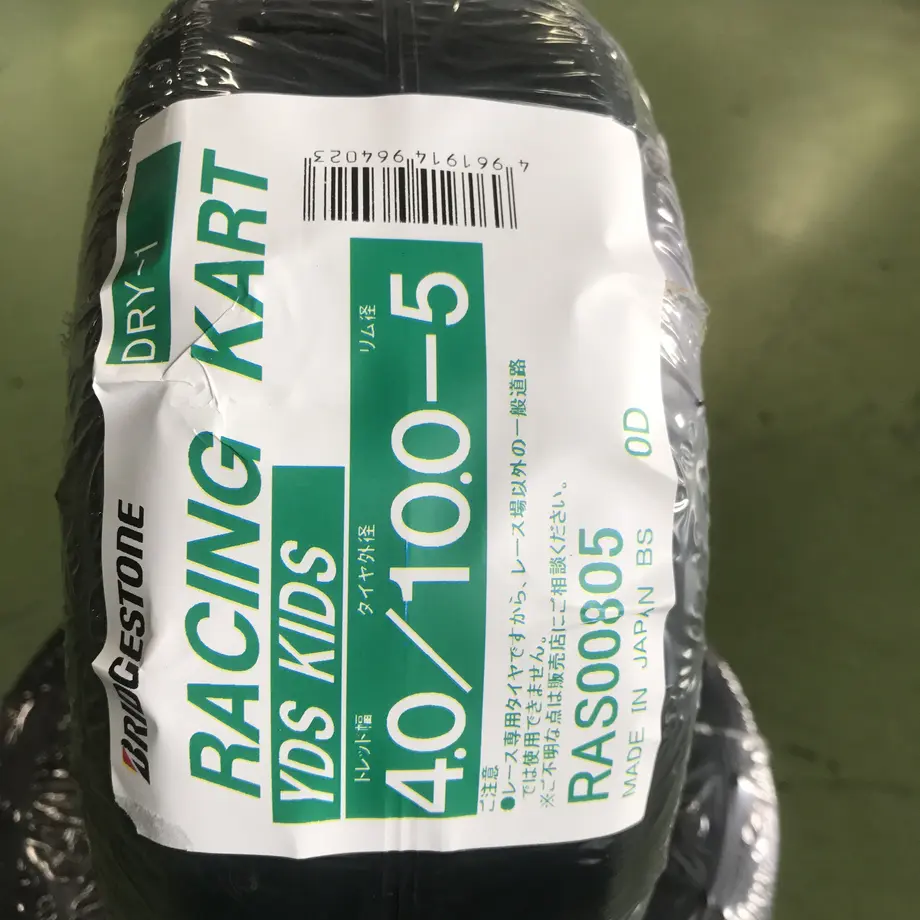 BRIDGESTONE
DRY-1
RACING KART
YDS KIDS
トレッド幅 タイヤ外径 リム径
4.0/10.0-5
4961914964023
ご注意
●レース専用タイヤですから、レース場以外の一般道路
では使用できません。
※ご不明な点は販売店にご相談ください。
RAS00805 0D
MADE IN JAPAN BS